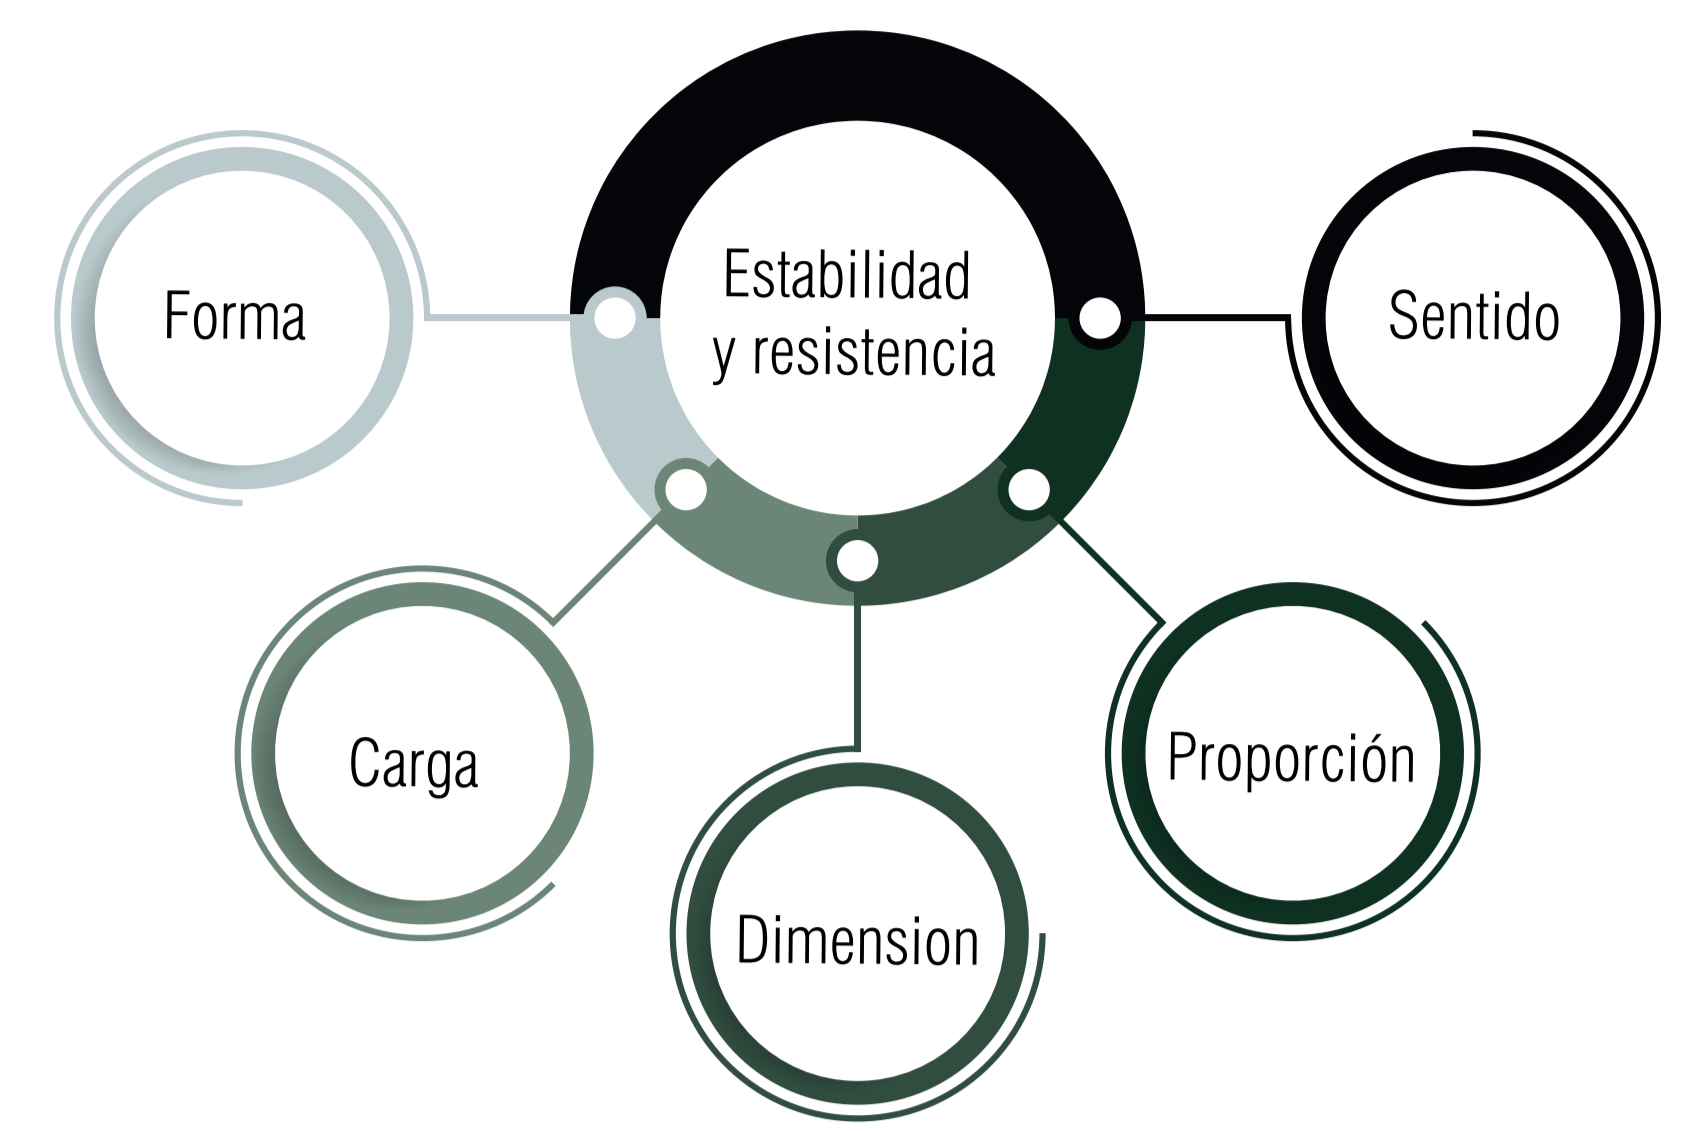 Estabilidad
y resistencia
Forma
Carga
Dimension
Proporción
Sentido